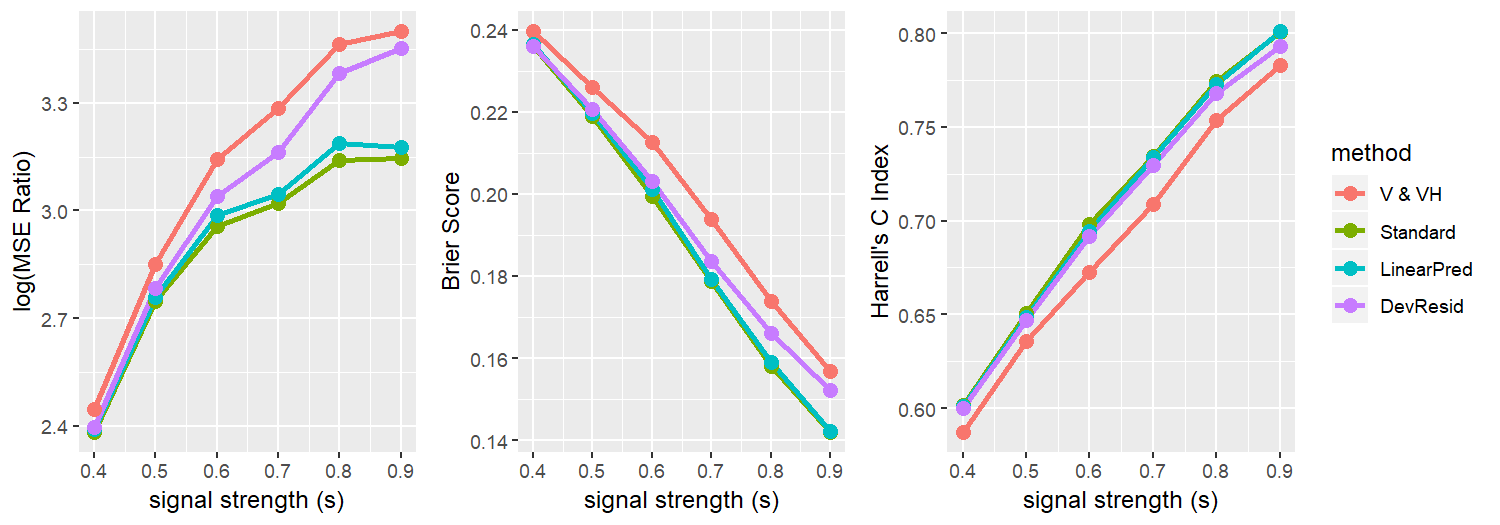 log(MSE Ratio)
3.3
3.0
2.7
2.4
0.4 0.5 0.6 0.7 0.8 0.9
signal strength (s)
Brier Score
0.24
0.22
0.20
0.18
0.16
0.14
0.4 0.5 0.6 0.7 0.8 0.9
signal strength (s)
Harrell's C Index
0.80
0.75
0.70
0.65
0.60
0.4 0.5 0.6 0.7 0.8 0.9
signal strength (s)
method
V & VH
Standard
LinearPred
DevResid